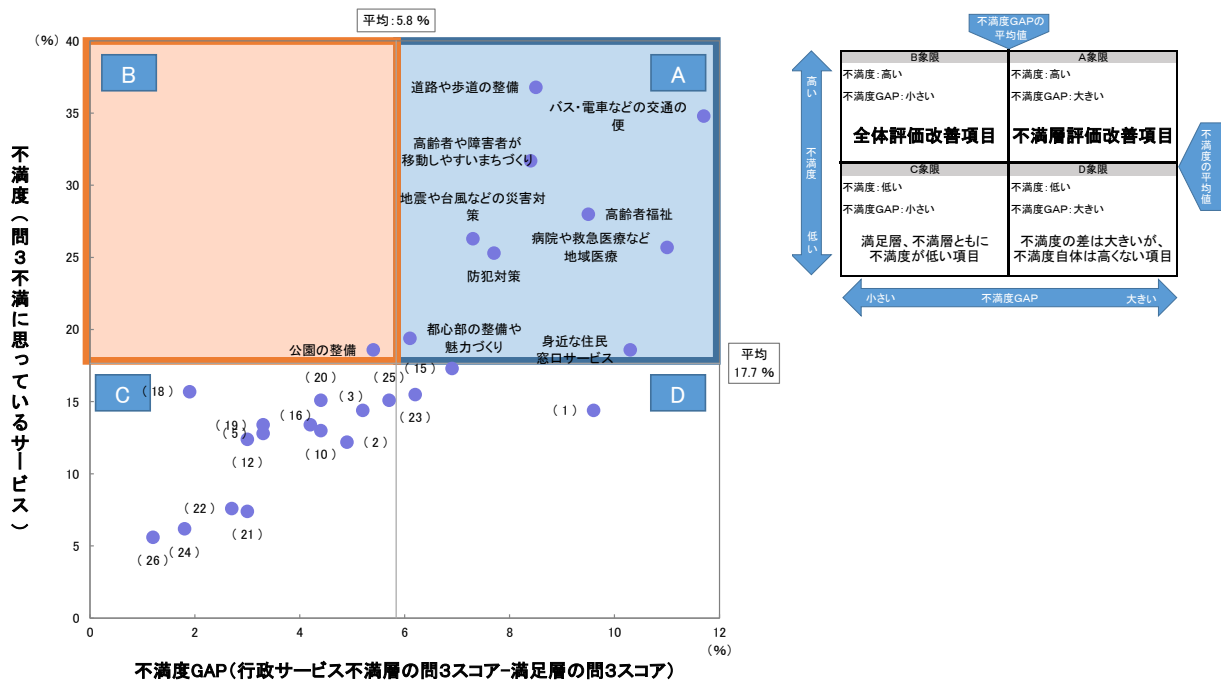 平均：5.8 ％
（%）
40
35
30
25
20
15
10
5
0
0
2
4
6
8
10
12
（%）
不満度（問３不満に思っているサービス）
不満度GAP（行政サービス不満層の問3スコア−満足層の問3スコア）
B
A
C
D
道路や歩道の整備
バス・電車などの交通の
便
高齢者や障害者が
移動しやすいまちづくり
地震や台風などの災害対
策
高齢者福祉
病院や救急医療など
地域医療
防犯対策
都心部の整備や
魅力づくり
身近な住民
窓口サービス
公園の整備
平均
17.7 ％
（ 15 ）
（ 20 ）
（ 25 ）
（ 18 ）
（ 3 ）
（ 1 ）
（ 16 ）
（ 23 ）
（ 19 ）
（ 5 ）
（ 2 ）
（ 10 ）
（ 12 ）
（ 22 ）
（ 21 ）
（ 24 ）
（ 26 ）
不満度GAPの
平均値
B象限
不満度：高い
不満度GAP：小さい
全体評価改善項目
A象限
不満度：高い
不満度GAP：大きい
不満層評価改善項目
C象限
不満度：低い
不満度GAP：小さい
満足層、不満層ともに
不満度が低い項目
D象限
不満度：低い
不満度GAP：大きい
不満度の差は大きいが、
不満度自体は高くない項目
高い
不満度
低い
不満度の平均値
小さい
不満度GAP
大きい